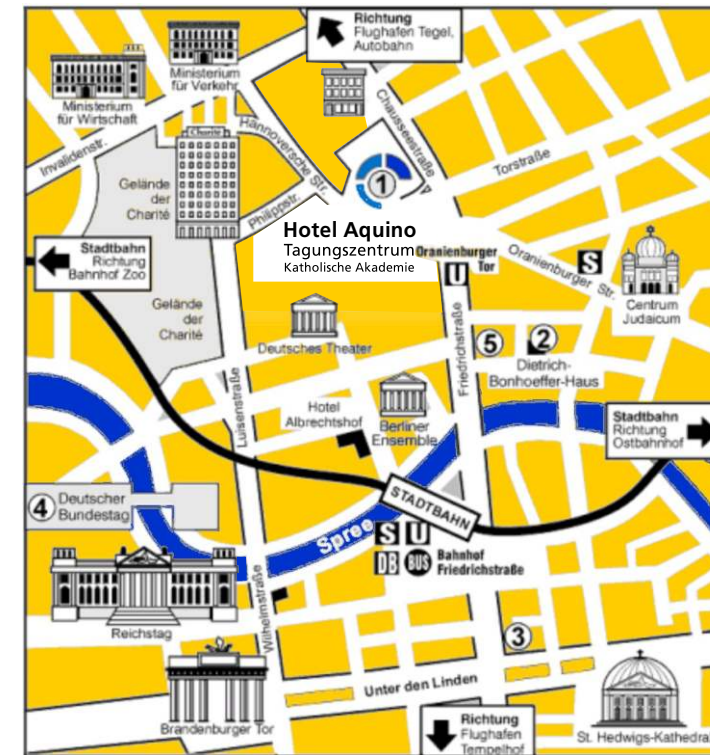 Richtung
Flughafen Tegel,
Autobahn
Ministerium
für Verkehr
Ministerium
für Wirtschaft
Invalidenstr.
Charité
Hannoversche Str.
Chausseestraße
Torstraße
Gelände
der
Charité
Philippstr.
1
Hotel Aquino
Tagungszentrum
Katholische Akademie
Oranienburger
Tor
U
Oranienburger Str.
S
Centrum
Judaicum
Stadtbahn
Richtung
Bahnhof Zoo
Gelände
der
Charité
Deutsches Theater
Friedrichstraße
5
2
Dietrich-
Bonhoeffer-Haus
Luisenstraße
Hotel
Albrechtshof
Berliner
Ensemble
Stadtbahn
Richtung
Ostbahnhof
4
Deutscher
Bundestag
STADTBAHN
Spree
S U
DB BUS
Bahnhof
Friedrichstraße
Reichstag
Wilhelmstraße
3
Unter den Linden
Brandenburger Tor
Richtung
Flughafen
Tempelhof
St. Hedwigs-Kathedral